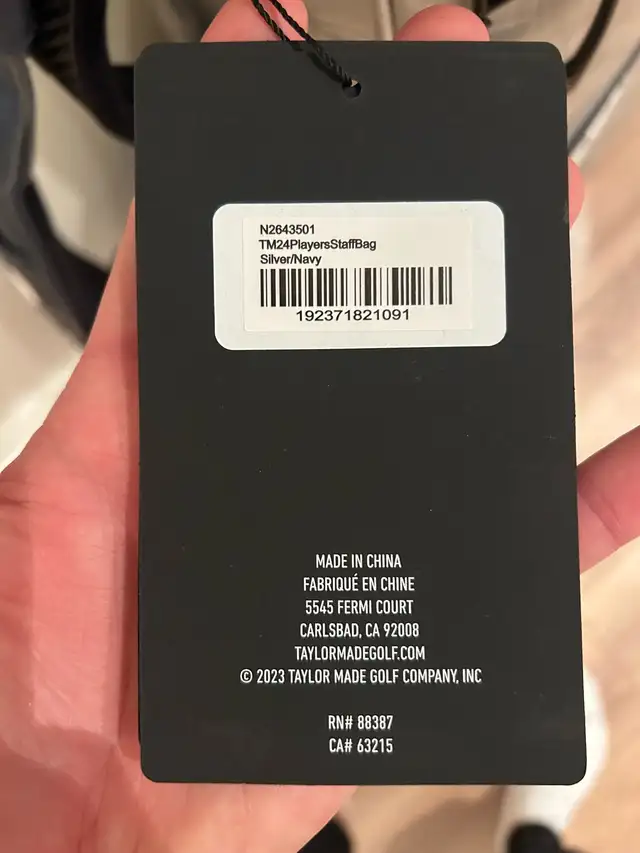 N2643501
TM24PlayersStaffBag
Silver/Navy
192371821091
MADE IN CHINA
FABRIQUÉ EN CHINE
5545 FERMI COURT
CARLSBAD, CA 92008
TAYLORMADEGOLF.COM
© 2023 TAYLOR MADE GOLF COMPANY, INC
RN# 88387
CA# 63215